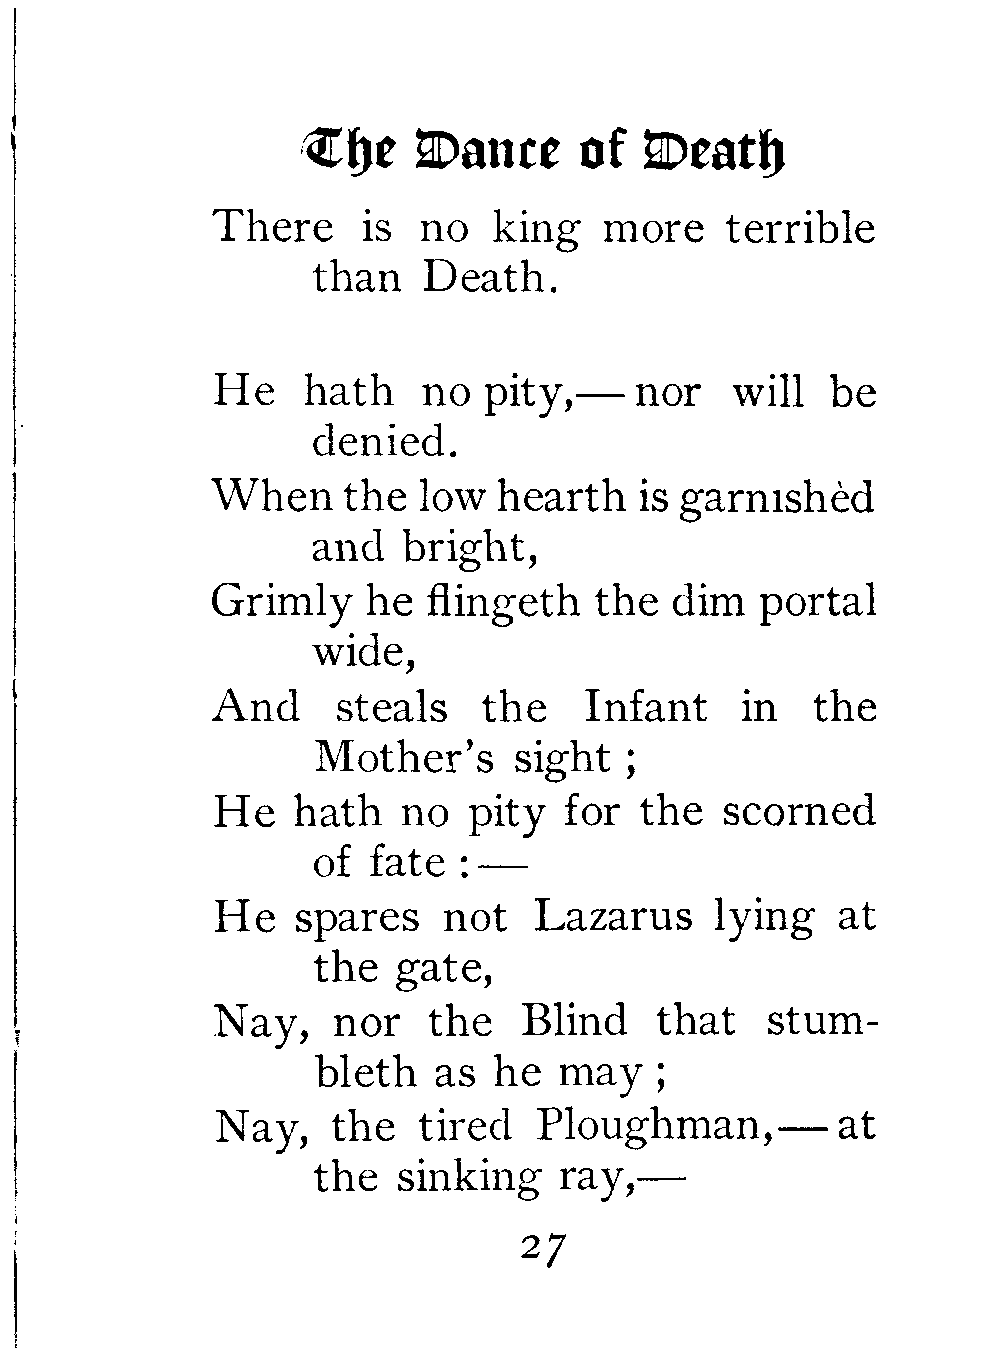 The Dance of Death
There is no king more terrible
than Death.
He hath no pity,— nor will be
denied.
When the low hearth is garnishèd
and bright,
Grimly he flingeth the dim portal
wide,
And steals the Infant in the
Mother's sight ;
He hath no pity for the scorned
of fate :—
He spares not Lazarus lying at
the gate,
Nay, nor the Blind that stum-
bleth as he may ;
Nay, the tired Ploughman,— at
the sinking ray,—
27